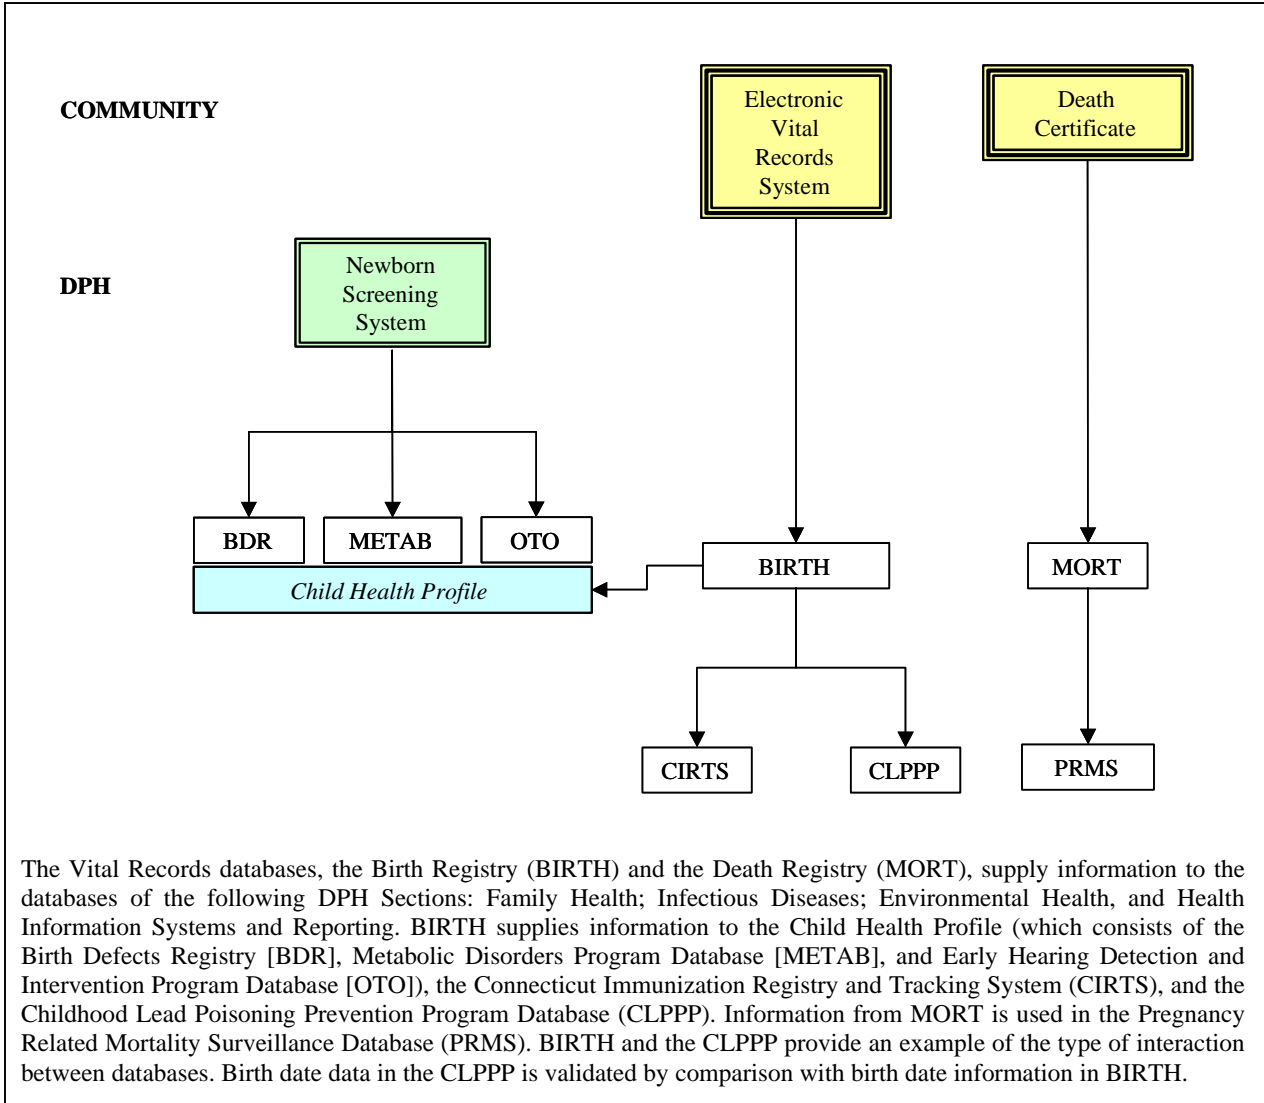 COMMUNITY
Electronic
Vital
Records
System
Death
Certificate
DPH
Newborn
Screening
System
BDR
METAB
OTO
BIRTH
MORT
Child Health Profile
CIRTS
CLPPP
PRMS
The Vital Records databases, the Birth Registry (BIRTH) and the Death Registry (MORT), supply information to the
databases of the following DPH Sections: Family Health; Infectious Diseases; Environmental Health, and Health
Information Systems and Reporting. BIRTH supplies information to the Child Health Profile (which consists of the
Birth Defects Registry [BDR], Metabolic Disorders Program Database [METAB], and Early Hearing Detection and
Intervention Program Database [OTO]), the Connecticut Immunization Registry and Tracking System (CIRTS), and the
Childhood Lead Poisoning Prevention Program Database (CLPPP). Information from MORT is used in the Pregnancy
Related Mortality Surveillance Database (PRMS). BIRTH and the CLPPP provide an example of the type of interaction
between databases. Birth date data in the CLPPP is validated by comparison with birth date information in BIRTH.